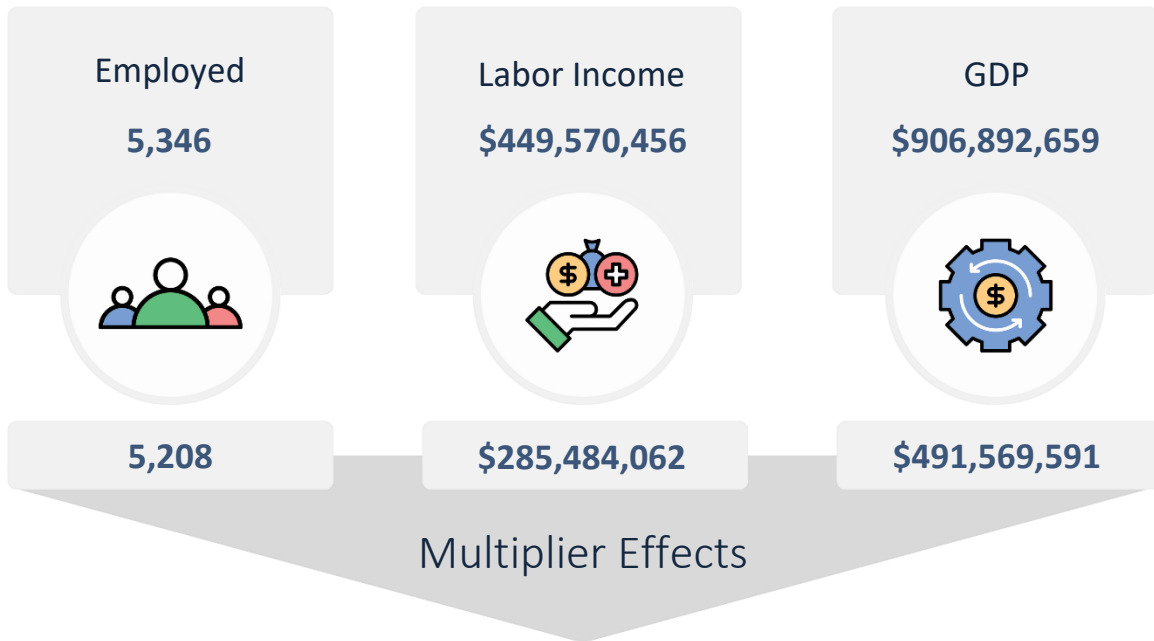 Employed
5,346
Labor Income
$449,570,456
GDP
$906,892,659
5,208
$285,484,062
$491,569,591
Multiplier Effects